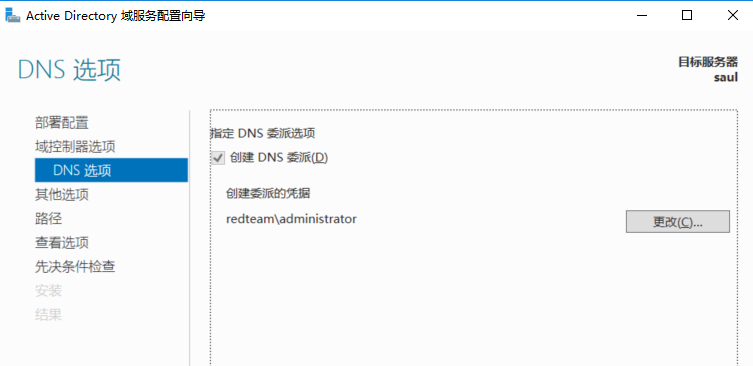 Active Directory 域服务配置向导
DNS 选项
目标服务器
saul
部署配置
域控制器选项
DNS 选项
其他选项
路径
查看选项
先决条件检查
安装
结果
指定 DNS 委派选项
创建 DNS 委派(D)
创建委派的凭据
redteam\administrator
更改(C)...